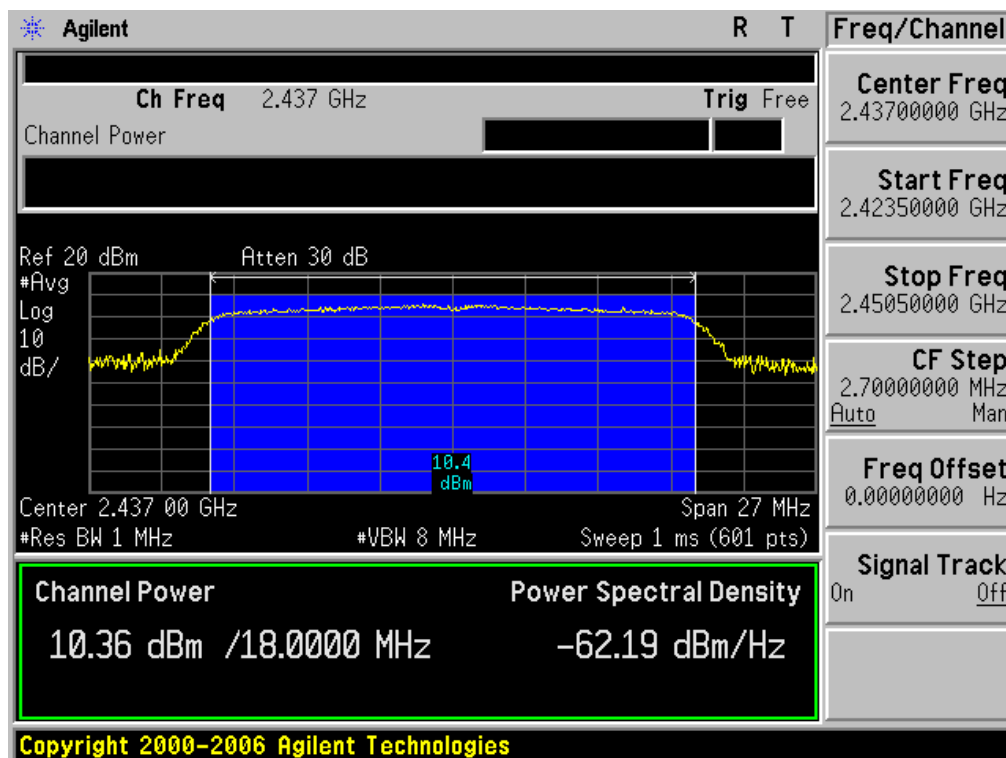 Agilent R T
Ch Freq 2.437 GHz Trig Free
Channel Power
Ref 20 dBm Atten 30 dB
#Avg
Log
10
dB/
10.4
dBm
Center 2.437 00 GHz Span 27 MHz
#Res BW 1 MHz #VBW 8 MHz Sweep 1 ms (601 pts)
Channel Power Power Spectral Density
10.36 dBm /18.0000 MHz -62.19 dBm/Hz
Copyright 2000-2006 Agilent Technologies
Freq/Channel
Center Freq
2.43700000 GHz
Start Freq
2.42350000 GHz
Stop Freq
2.45050000 GHz
CF Step
2.70000000 MHz
Auto Man
Freq Offset
0.00000000 Hz
Signal Track
On Off